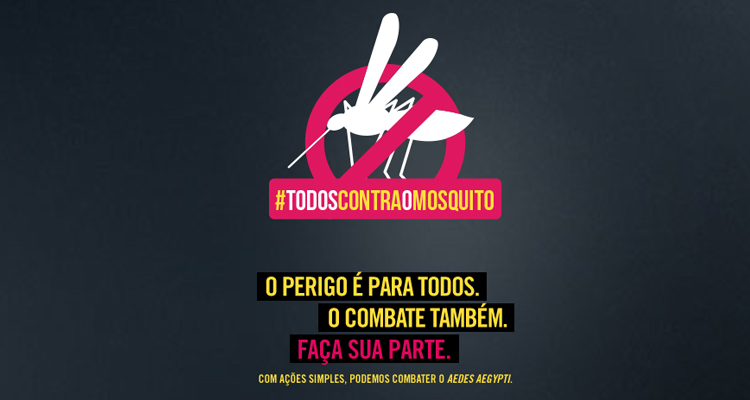 #TODOSCONTRAOMOSQUITO
O PERIGO É PARA TODOS.
O COMBATE TAMBÉM.
FAÇA SUA PARTE.
COM AÇÕES SIMPLES, PODEMOS COMBATER O AEDES AEGYPTI.